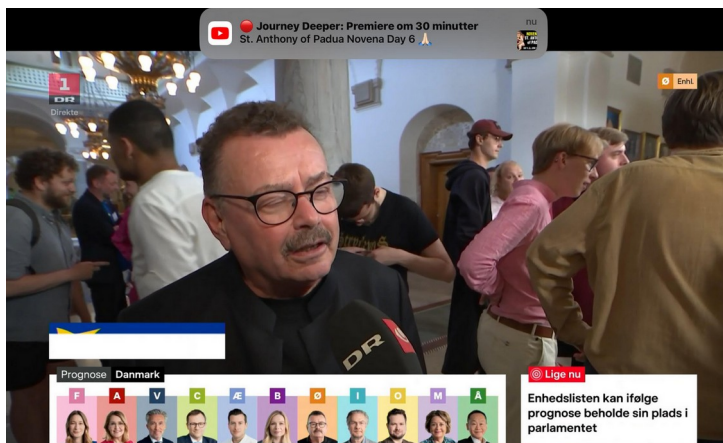 🔴 Journey Deeper: Premiere om 30 minutter
nu
St. Anthony of Padua Novena Day 6 🙏🏻
1
DR
Direkte
Ø Enhl.
DR
Prognose Danmark
F A V C Æ B Ø I O M Å
Lige nu
Enhedslisten kan ifølge
prognose beholde sin plads i
parlamentet